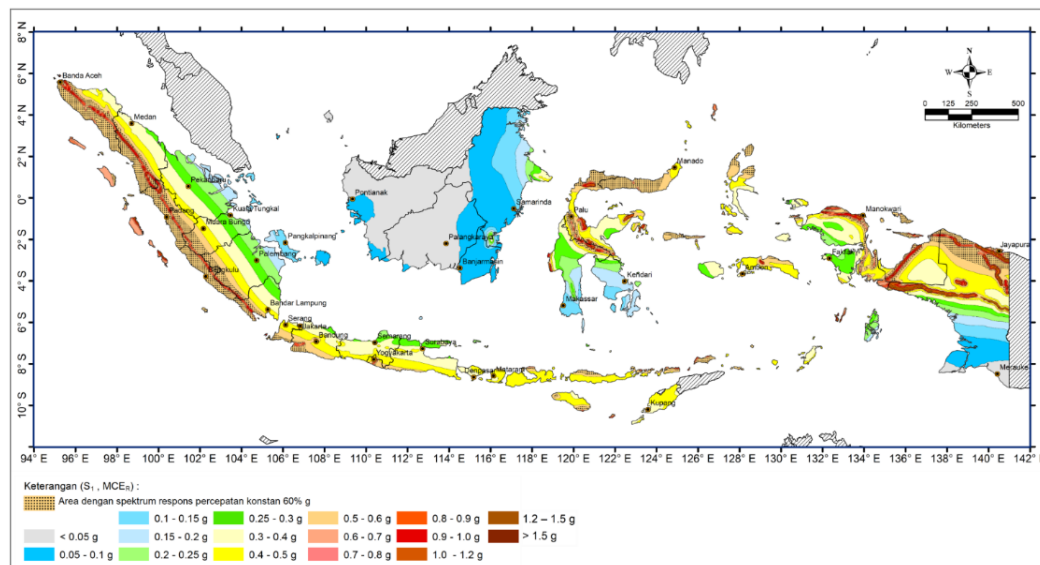 8° N
6° N
4° N
2° N
0°
2° S
4° S
6° S
8° S
10° S
N
W E
S
125 250 500
Kilometers
Banda Aceh
Medan
Pekanbaru
Padang
Kuala Tungkal
Muara Bungo
Pangkalpinang
Palembang
Bengkulu
Bandar Lampung
Serang
Jakarta
Bandung
Semarang
Surabaya
Yogyakarta
Denpasar
Mataram
Kupang
Pontianak
Palangkaraya
Banjarmasin
Samarinda
Manado
Palu
Kendari
Makassar
Ambon
Manokwari
Fakfak
Jayapura
Merauke
94° E 96° E 98° E 100° E 102° E 104° E 106° E 108° E 110° E 112° E 114° E 116° E 118° E 120° E 122° E 124° E 126° E 128° E 130° E 132° E 134° E 136° E 138° E 140° E 142° E
Keterangan (S₁ , MCER) :
Area dengan spektrum respons percepatan konstan 60% g
0.1 - 0.15 g 0.25 - 0.3 g 0.5 - 0.6 g 0.8 - 0.9 g 1.2 – 1.5 g
< 0.05 g 0.15 - 0.2 g 0.3 - 0.4 g 0.6 - 0.7 g 0.9 - 1.0 g > 1.5 g
0.05 - 0.1 g 0.2 - 0.25 g 0.4 - 0.5 g 0.7 - 0.8 g 1.0 - 1.2 g